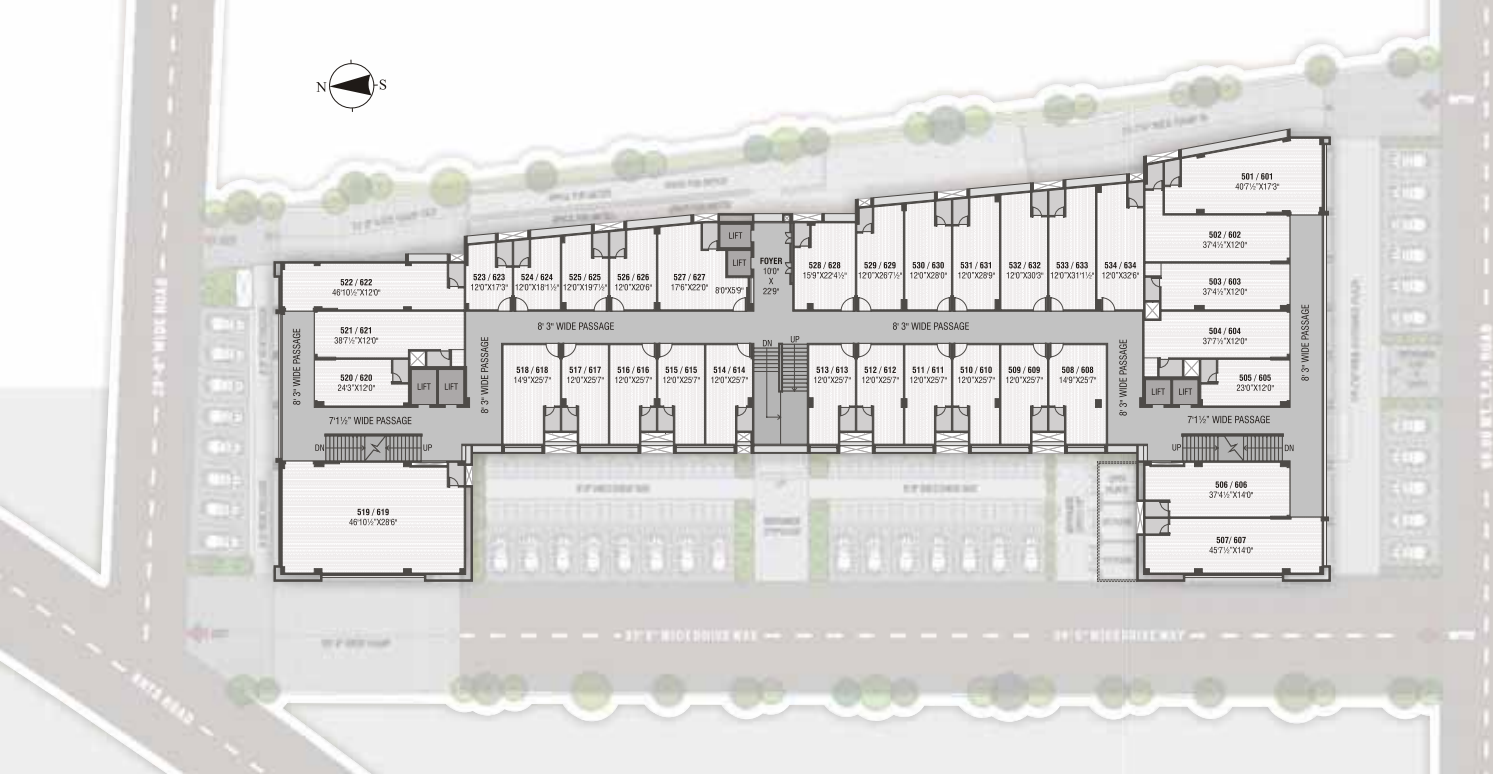 N
S
501 / 601
40'7½"X17'3"
502 / 602
37'4½"X12'0"
503 / 603
37'4½"X12'0"
504 / 604
37'7½"X12'0"
505 / 605
23'0"X12'0"
LIFT
LIFT
8' 3" WIDE PASSAGE
8' 3" WIDE PASSAGE
7'1½" WIDE PASSAGE
UP
DN
506 / 606
37'4½"X14'0"
507/ 607
45'7½"X14'0"
522 / 622
46'10½"X12'0"
523 / 623
12'0"X17'3"
524 / 624
12'0"X18'1½"
525 / 625
12'0"X19'7½"
526 / 626
12'0"X20'6"
527 / 627
17'6"X22'0"
8'0"X5'9"
LIFT
LIFT
FOYER
10'0"
X
22'9"
528 / 628
15'9"X22'4½"
529 / 629
12'0"X26'7½"
530 / 630
12'0"X28'0"
531 / 631
12'0"X28'9"
532 / 632
12'0"X30'3"
533 / 633
12'0"X31'1½"
534 / 634
12'0"X32'6"
8' 3" WIDE PASSAGE
8' 3" WIDE PASSAGE
521 / 621
38'7½"X12'0"
520 / 620
24'3"X12'0"
LIFT
LIFT
8' 3" WIDE PASSAGE
8' 3" WIDE PASSAGE
7'1½" WIDE PASSAGE
DN
UP
519 / 619
46'10½"X28'6"
518 / 618
14'9"X25'7"
517 / 617
12'0"X25'7"
516 / 616
12'0"X25'7"
515 / 615
12'0"X25'7"
514 / 614
12'0"X25'7"
DN
UP
513 / 613
12'0"X25'7"
512 / 612
12'0"X25'7"
511 / 611
12'0"X25'7"
510 / 610
12'0"X25'7"
509 / 609
12'0"X25'7"
508 / 608
14'9"X25'7"